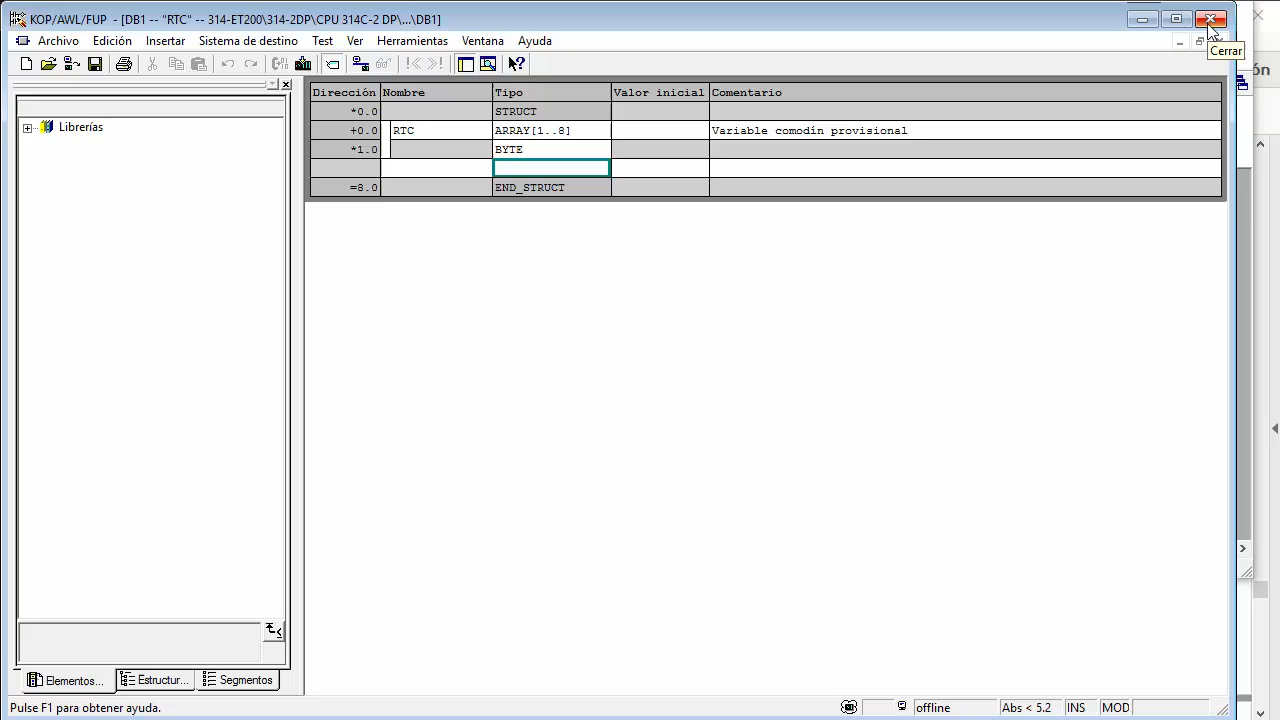 KOP/AWL/FUP - [DB1 -- "RTC" -- 314-ET200\314-2DP\CPU 314C-2 DP\...\DB1]
Archivo Edición Insertar Sistema de destino Test Ver Herramientas Ventana Ayuda
Cerrar
ón
Dirección Nombre Tipo Valor inicial Comentario
*0.0 STRUCT
+0.0 RTC ARRAY[1..8] Variable comodín provisional
*1.0 BYTE
=8.0 END_STRUCT
Librerías
Elementos... Estructur... Segmentos
Pulse F1 para obtener ayuda. offline Abs < 5.2 INS MOD